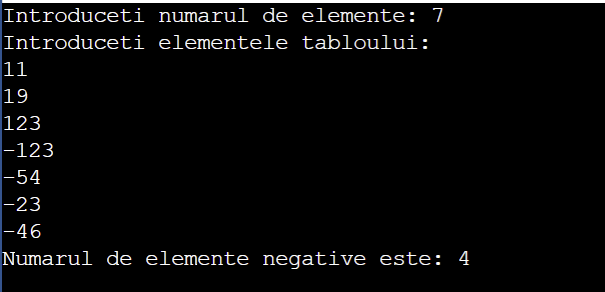 Introduceti numarul de elemente: 7
Introduceti elementele tabloului:
11
19
123
-123
-54
-23
-46
Numarul de elemente negative este: 4